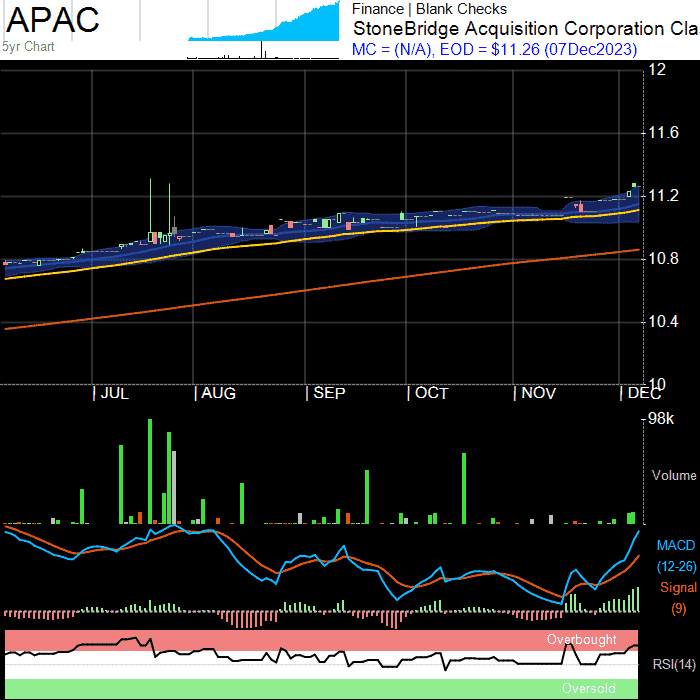 APAC
5yr Chart
Finance | Blank Checks
StoneBridge Acquisition Corporation Cla
MC = (N/A), EOD = $11.26 (07Dec2023)
12
11.6
11.2
10.8
10.4
10
| JUL
| AUG
| SEP
| OCT
| NOV
| DEC
98k
Volume
MACD
(12-26)
Signal
(9)
Overbought
RSI(14)
Oversold